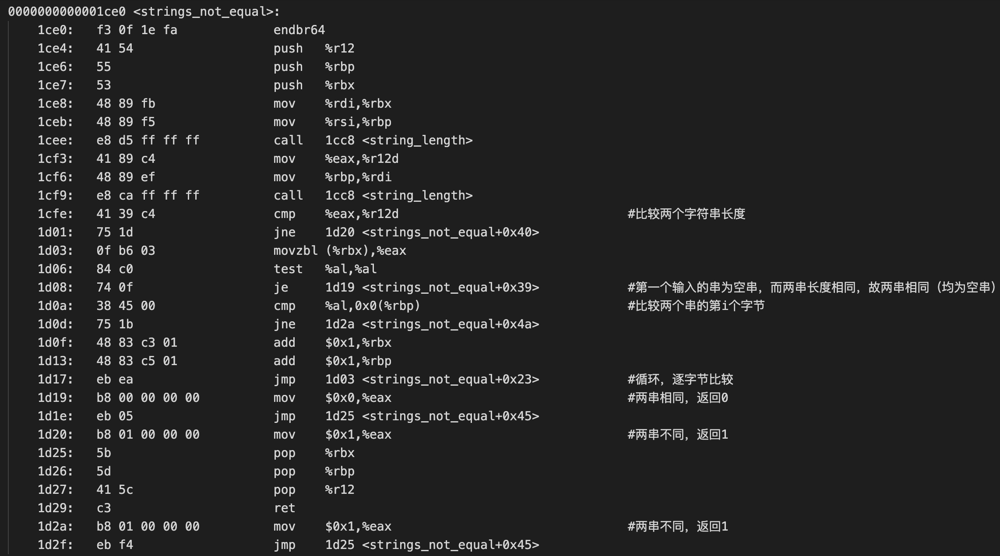 0000000000001ce0 <strings_not_equal>:
1ce0: f3 0f 1e fa endbr64
1ce4: 41 54 push %r12
1ce6: 55 push %rbp
1ce7: 53 push %rbx
1ce8: 48 89 fb mov %rdi,%rbx
1ceb: 48 89 f5 mov %rsi,%rbp
1cee: e8 d5 ff ff ff call 1cc8 <string_length>
1cf3: 41 89 c4 mov %eax,%r12d
1cf6: 48 89 ef mov %rbp,%rdi
1cf9: e8 ca ff ff ff call 1cc8 <string_length>
1cfe: 41 39 c4 cmp %eax,%r12d #比较两个字符串长度
1d01: 75 1d jne 1d20 <strings_not_equal+0x40>
1d03: 0f b6 03 movzbl (%rbx),%eax
1d06: 84 c0 test %al,%al
1d08: 74 0f je 1d19 <strings_not_equal+0x39> #第一个输入的串为空串，而两串长度相同，故两串相同（均为空串）
1d0a: 38 45 00 cmp %al,0x0(%rbp) #比较两个串的第i个字节
1d0d: 75 1b jne 1d2a <strings_not_equal+0x4a>
1d0f: 48 83 c3 01 add $0x1,%rbx
1d13: 48 83 c5 01 add $0x1,%rbp
1d17: eb ea jmp 1d03 <strings_not_equal+0x23> #循环，逐字节比较
1d19: b8 00 00 00 00 mov $0x0,%eax #两串相同，返回0
1d1e: eb 05 jmp 1d25 <strings_not_equal+0x45>
1d20: b8 01 00 00 00 mov $0x1,%eax #两串不同，返回1
1d25: 5b pop %rbx
1d26: 5d pop %rbp
1d27: 41 5c pop %r12
1d29: c3 ret
1d2a: b8 01 00 00 00 mov $0x1,%eax #两串不同，返回1
1d2f: eb f4 jmp 1d25 <strings_not_equal+0x45>